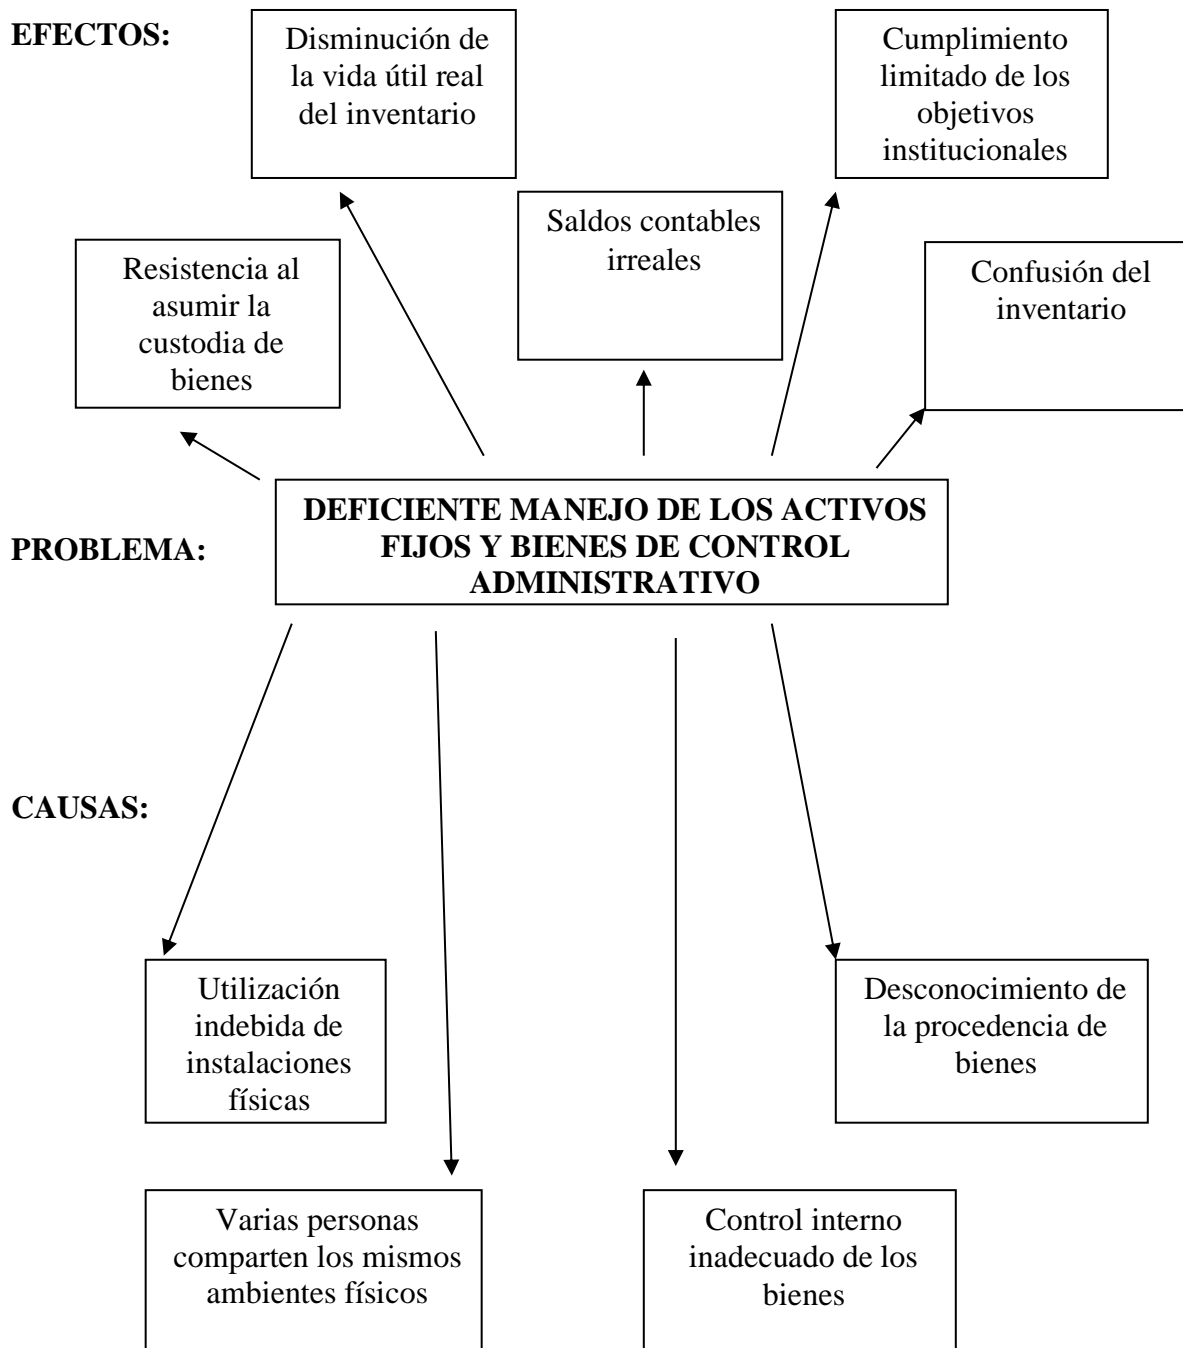 EFECTOS:
Disminución de
la vida útil real
del inventario
Cumplimiento
limitado de los
objetivos
institucionales
Saldos contables
irreales
Resistencia al
asumir la
custodia de
bienes
Confusión del
inventario
PROBLEMA:
DEFICIENTE MANEJO DE LOS ACTIVOS
FIJOS Y BIENES DE CONTROL
ADMINISTRATIVO
CAUSAS:
Utilización
indebida de
instalaciones
físicas
Desconocimiento de
la procedencia de
bienes
Varias personas
comparten los mismos
ambientes físicos
Control interno
inadecuado de los
bienes